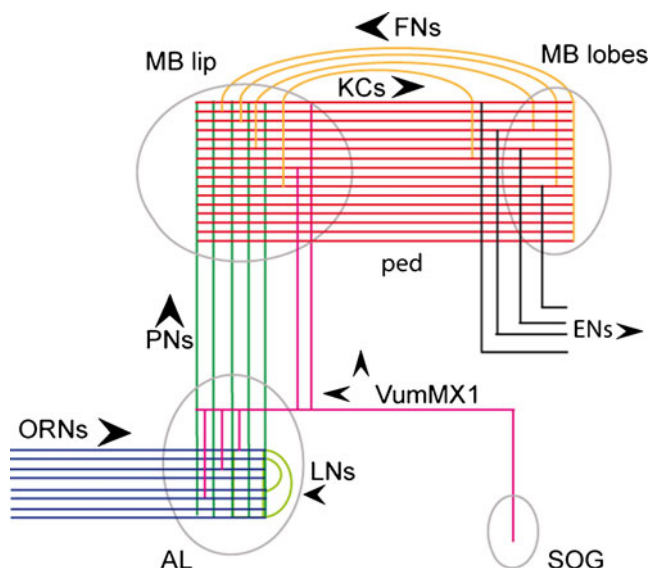 FNs
MB lip
MB lobes
KCs
ped
PNs
ENs
VumMX1
ORNs
LNs
AL
SOG